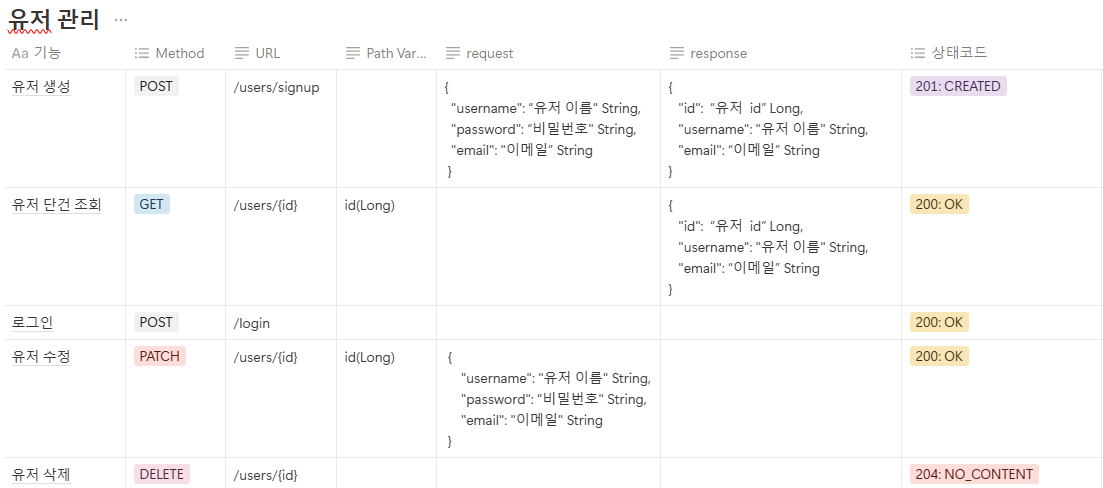 유저 관리 ...
Aa 기능 Method URL Path Var... request response 상태코드
유저 생성 POST /users/signup { { 201: CREATED
"username": "유저 이름" String, "id": "유저 id" Long,
"password": "비밀번호" String, "username": "유저 이름" String,
"email": "이메일" String "email": "이메일" String
} }
유저 단건 조회 GET /users/{id} id(Long) { 200: OK
"id": "유저 id" Long,
"username": "유저 이름" String,
"email": "이메일" String
}
로그인 POST /login 200: OK
유저 수정 PATCH /users/{id} id(Long) { 200: OK
"username": "유저 이름" String,
"password": "비밀번호" String,
"email": "이메일" String
}
유저 삭제 DELETE /users/{id} 204: NO_CONTENT